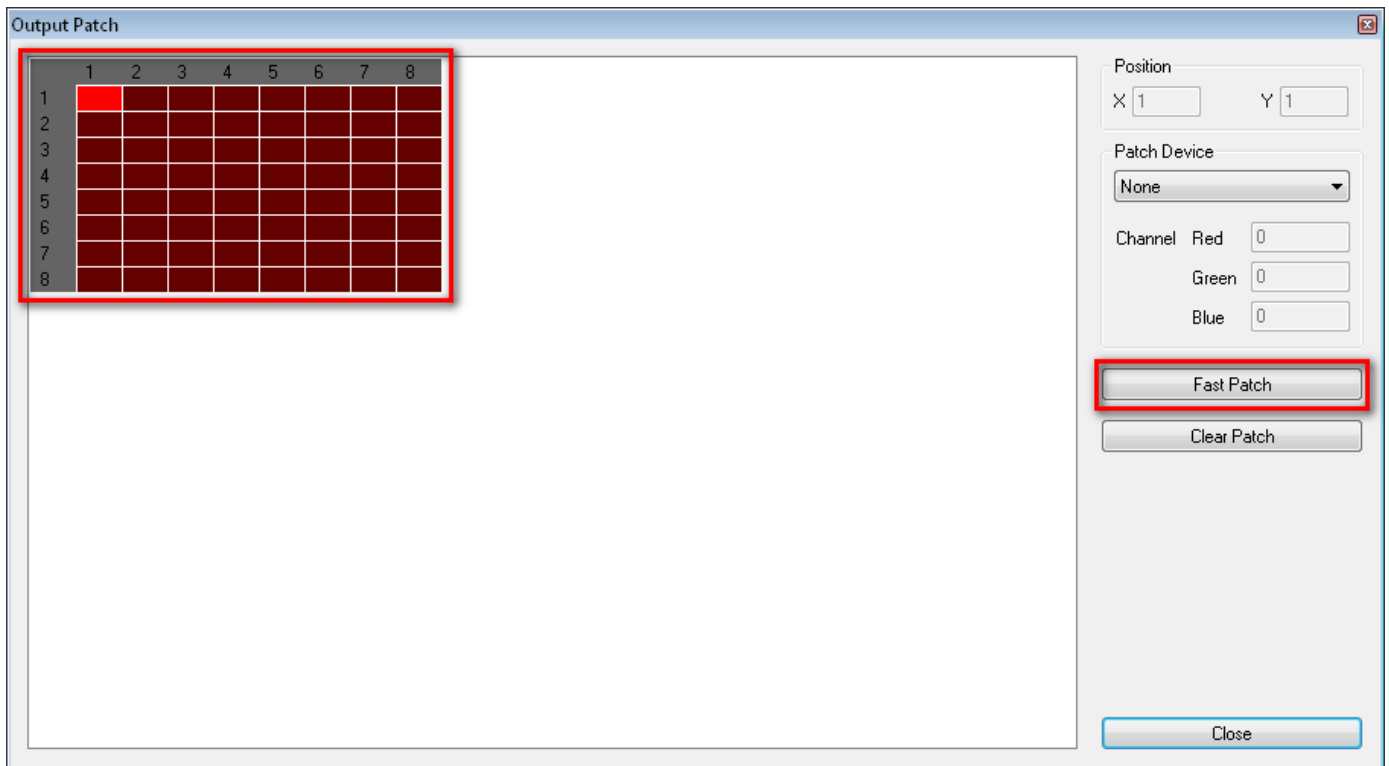 Output Patch
1 2 3 4 5 6 7 8
1
2
3
4
5
6
7
8
Position
X 1 Y 1
Patch Device
None
Channel Red 0
Green 0
Blue 0
Fast Patch
Clear Patch
Close